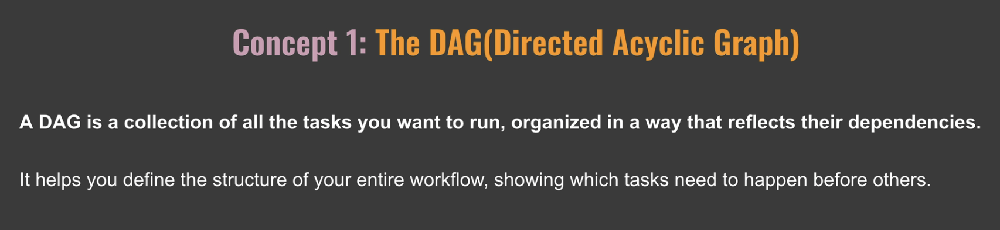 Concept 1: The DAG(Directed Acyclic Graph)
A DAG is a collection of all the tasks you want to run, organized in a way that reflects their dependencies.
It helps you define the structure of your entire workflow, showing which tasks need to happen before others.